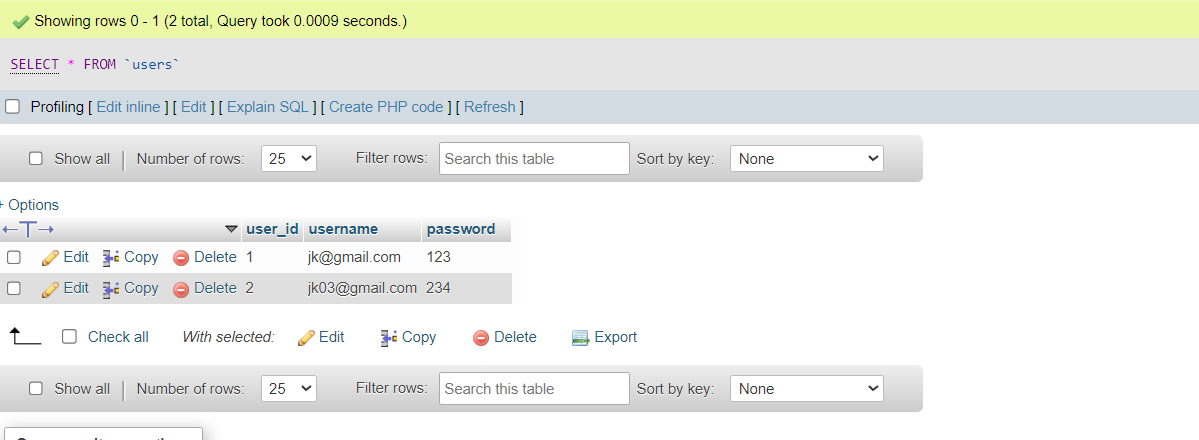 Showing rows 0 - 1 (2 total, Query took 0.0009 seconds.)
SELECT * FROM `users`
Profiling [ Edit inline ] [ Edit ] [ Explain SQL ] [ Create PHP code ] [ Refresh ]
Show all | Number of rows: 25 Filter rows: Search this table Sort by key: None
+ Options
←T→ user_id username password
Edit Copy Delete 1 jk@gmail.com 123
Edit Copy Delete 2 jk03@gmail.com 234
Check all With selected: Edit Copy Delete Export
Show all | Number of rows: 25 Filter rows: Search this table Sort by key: None